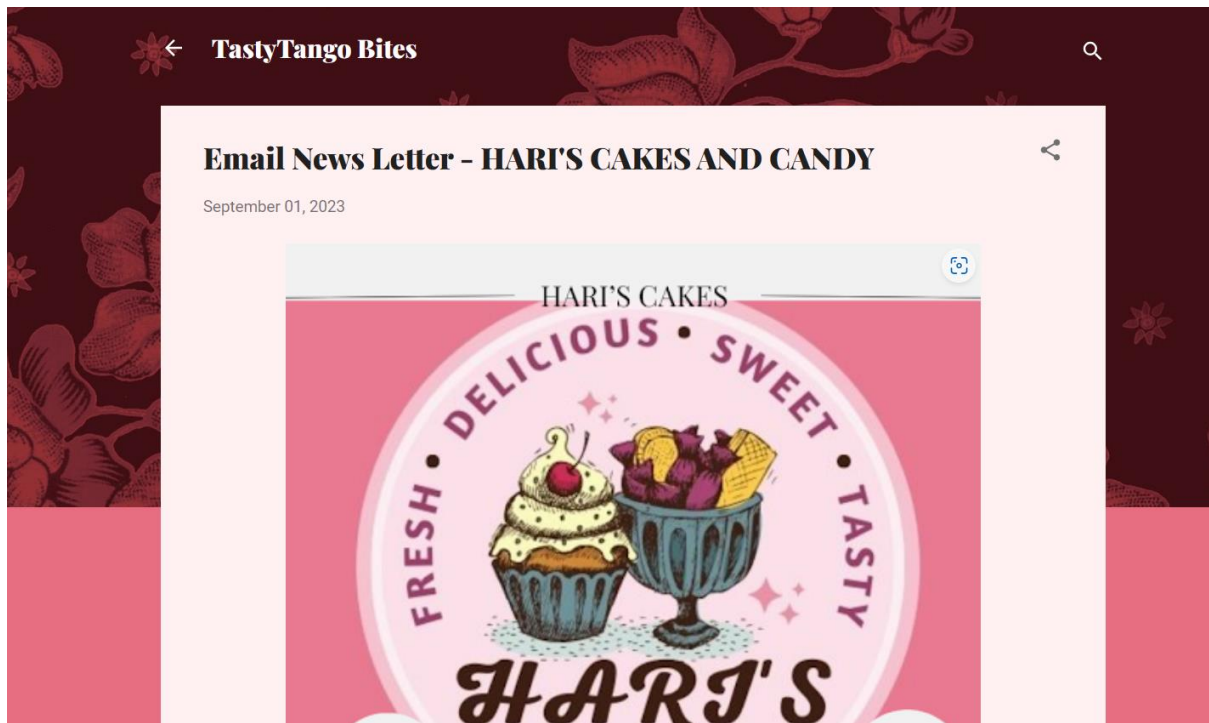 TastyTango Bites
Email News Letter - HARI'S CAKES AND CANDY
September 01, 2023
HARI'S CAKES
FRESH • DELICIOUS • SWEET • TASTY
HARI'S